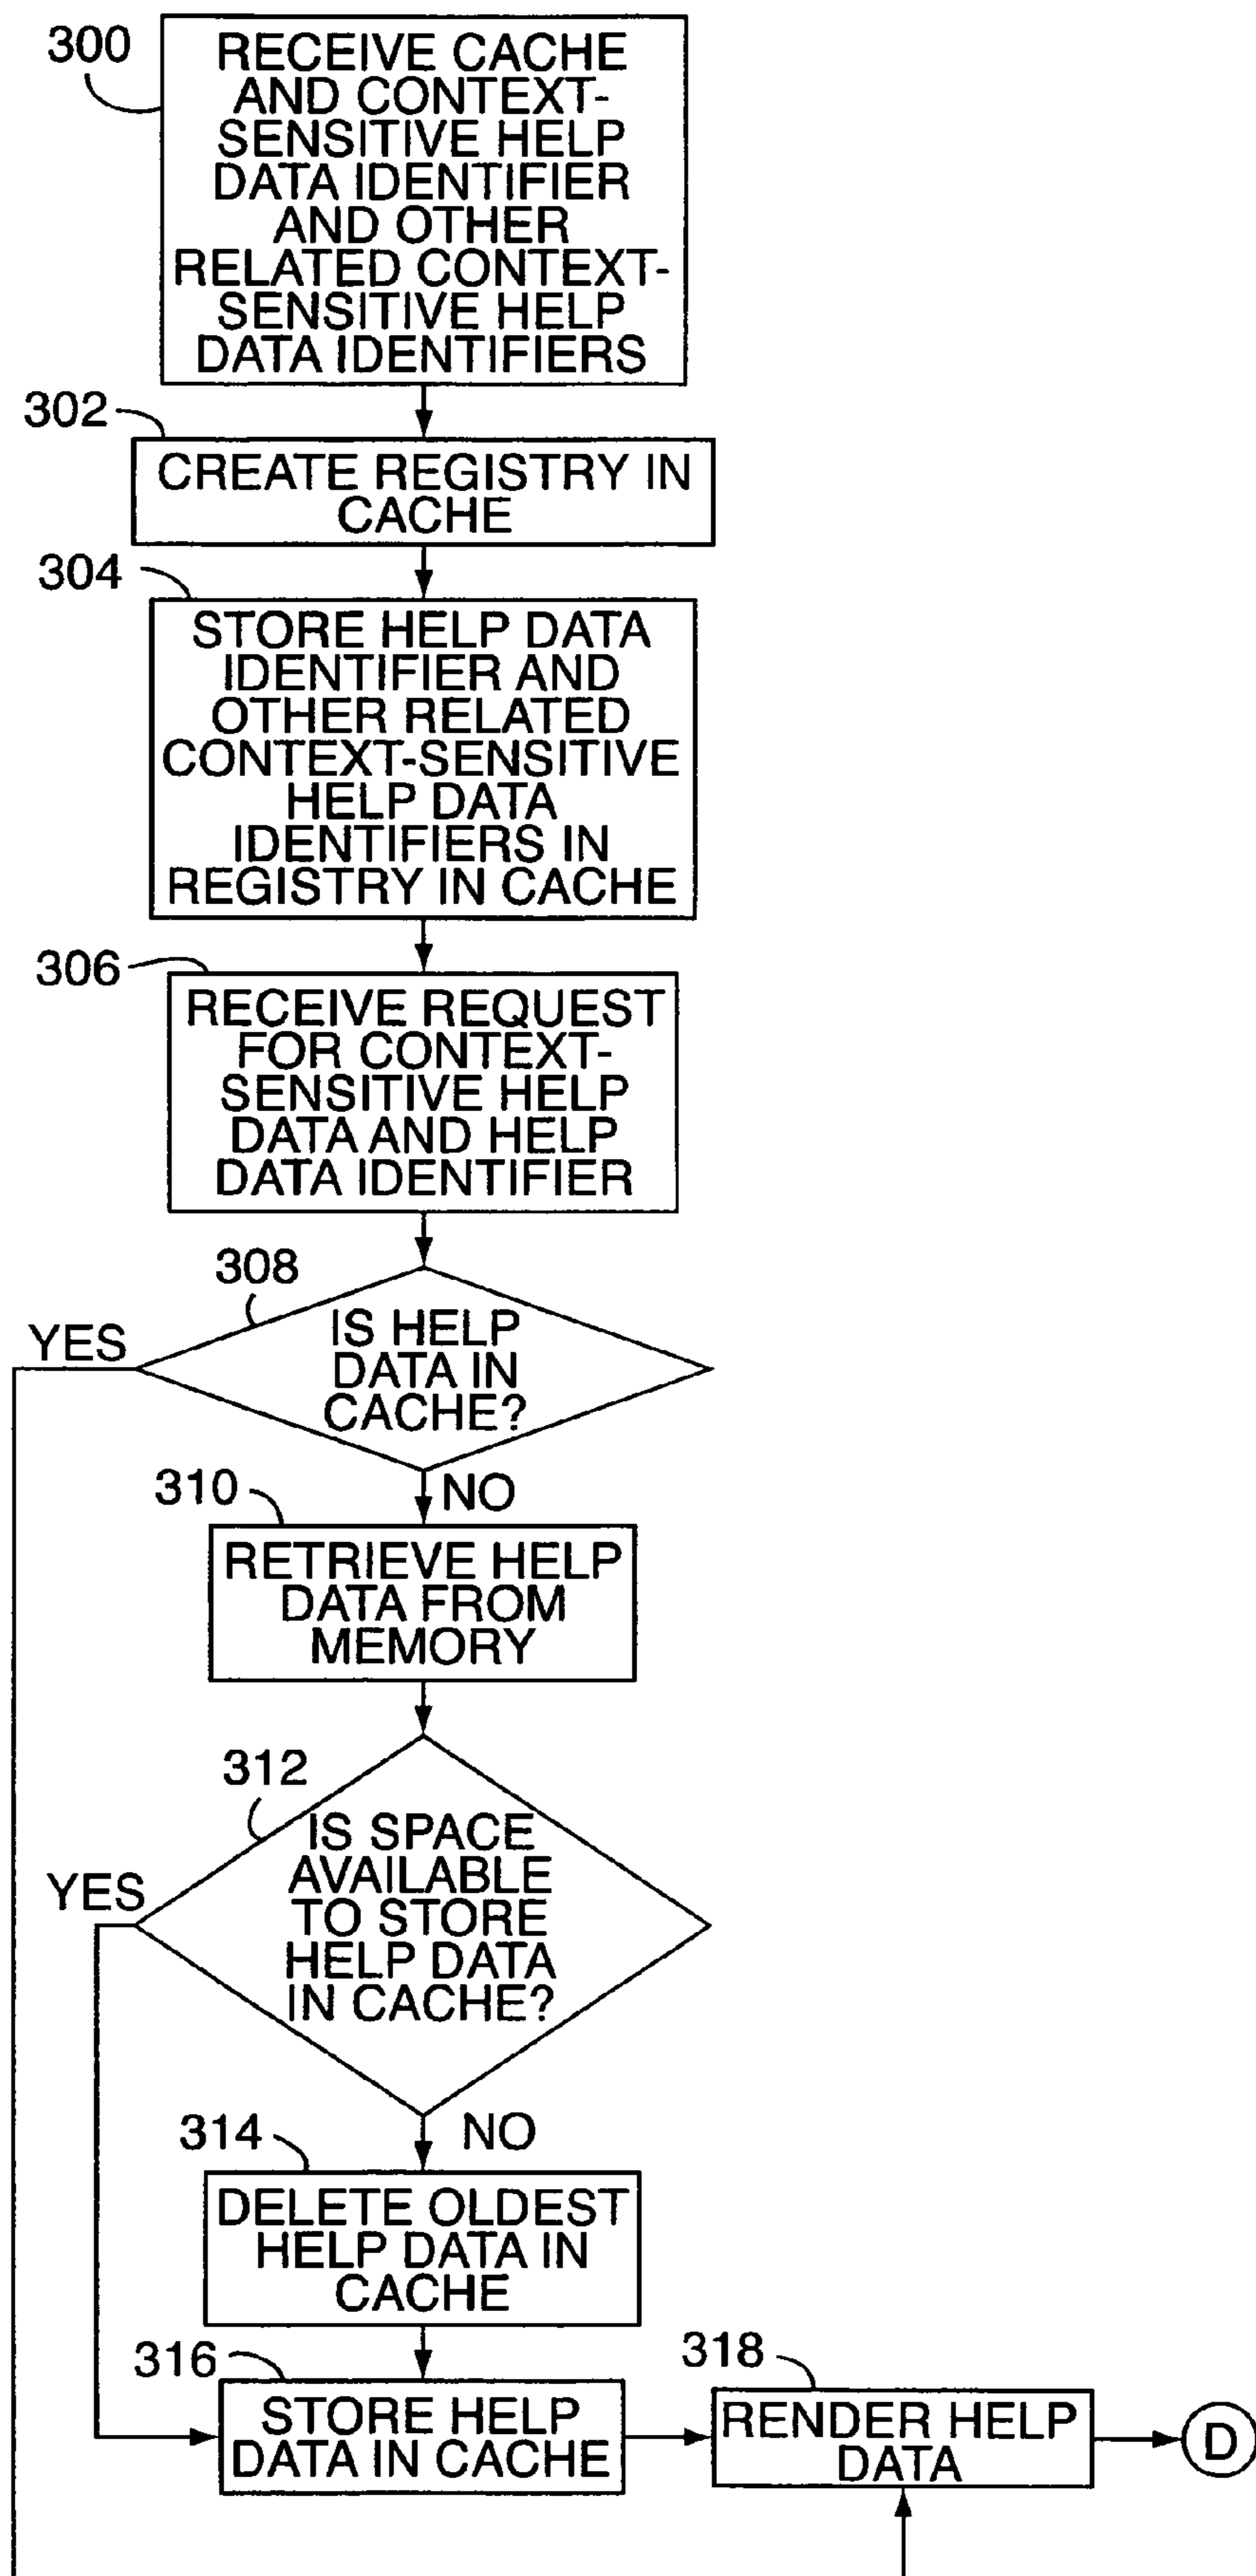 300
RECEIVE CACHE
AND CONTEXT-
SENSITIVE HELP
DATA IDENTIFIER
AND OTHER
RELATED CONTEXT-
SENSITIVE HELP
DATA IDENTIFIERS
302
CREATE REGISTRY IN
CACHE
304
STORE HELP DATA
IDENTIFIER AND
OTHER RELATED
CONTEXT-SENSITIVE
HELP DATA
IDENTIFIERS IN
REGISTRY IN CACHE
306
RECEIVE REQUEST
FOR CONTEXT-
SENSITIVE HELP
DATA AND HELP
DATA IDENTIFIER
308
YES
IS HELP
DATA IN
CACHE?
310
NO
RETRIEVE HELP
DATA FROM
MEMORY
312
YES
IS SPACE
AVAILABLE
TO STORE
HELP DATA
IN CACHE?
314
NO
DELETE OLDEST
HELP DATA IN
CACHE
316
STORE HELP
DATA IN CACHE
318
RENDER HELP
DATA
D